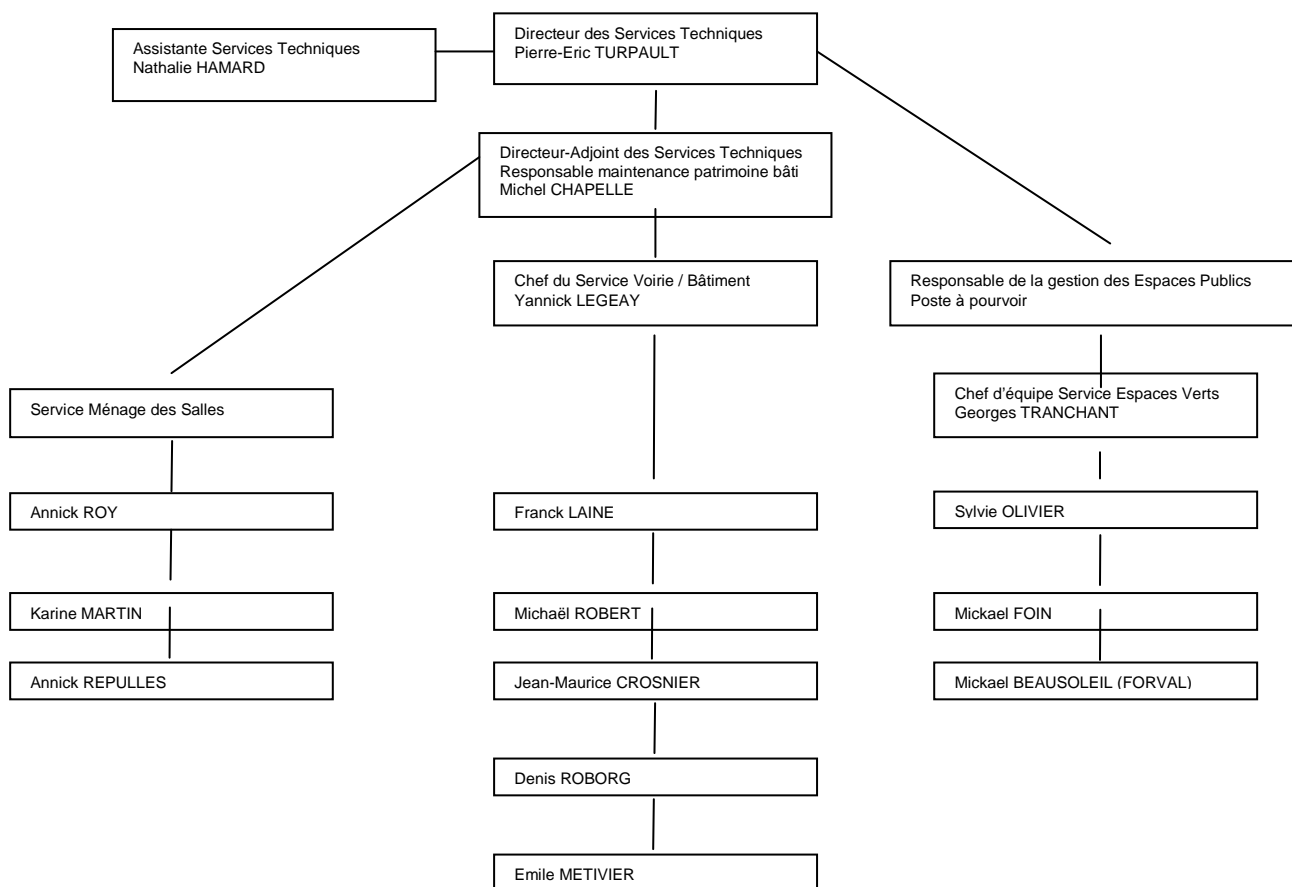 Directeur des Services Techniques
Pierre-Eric TURPAULT
Assistante Services Techniques
Nathalie HAMARD
Directeur-Adjoint des Services Techniques
Responsable maintenance patrimoine bâti
Michel CHAPELLE
Chef du Service Voirie / Bâtiment
Yannick LEGEAY
Responsable de la gestion des Espaces Publics
Poste à pourvoir
Service Ménage des Salles
Chef d'équipe Service Espaces Verts
Georges TRANCHANT
Annick ROY
Franck LAINE
Sylvie OLIVIER
Karine MARTIN
Michaël ROBERT
Mickael FOIN
Annick REPULLES
Jean-Maurice CROSNIER
Mickael BEAUSOLEIL (FORVAL)
Denis ROBORG
Emile METIVIER